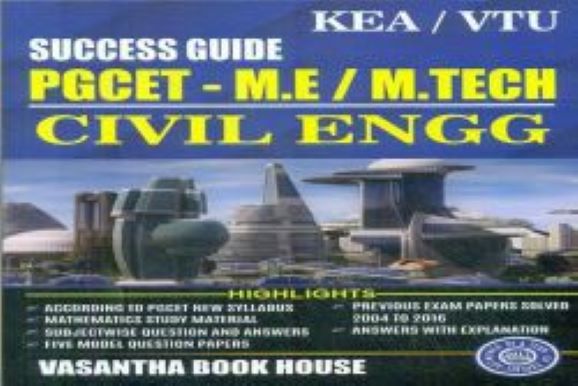 KEA / VTU
SUCCESS GUIDE
PGCET - M.E / M.TECH
CIVIL ENGG
HIGHLIGHTS
ACCORDING TO PGCET NEW SYLLABUS
MATHEMATICS STUDY MATERIAL
SUBJECTWISE QUESTION AND ANSWERS
FIVE MODEL QUESTION PAPERS
PREVIOUS EXAM PAPERS SOLVED
2004 TO 2016
ANSWERS WITH EXPLANATION
VASANTHA BOOK HOUSE